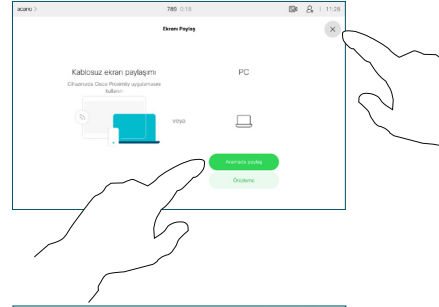 acano >
789 0:18
11:28
Ekranı Paylaş
Kablosuz ekran paylaşımı
Cihazınızda Cisco Proximity uygulamasını
kullanın
veya
PC
Aramada paylaş
Önizleme